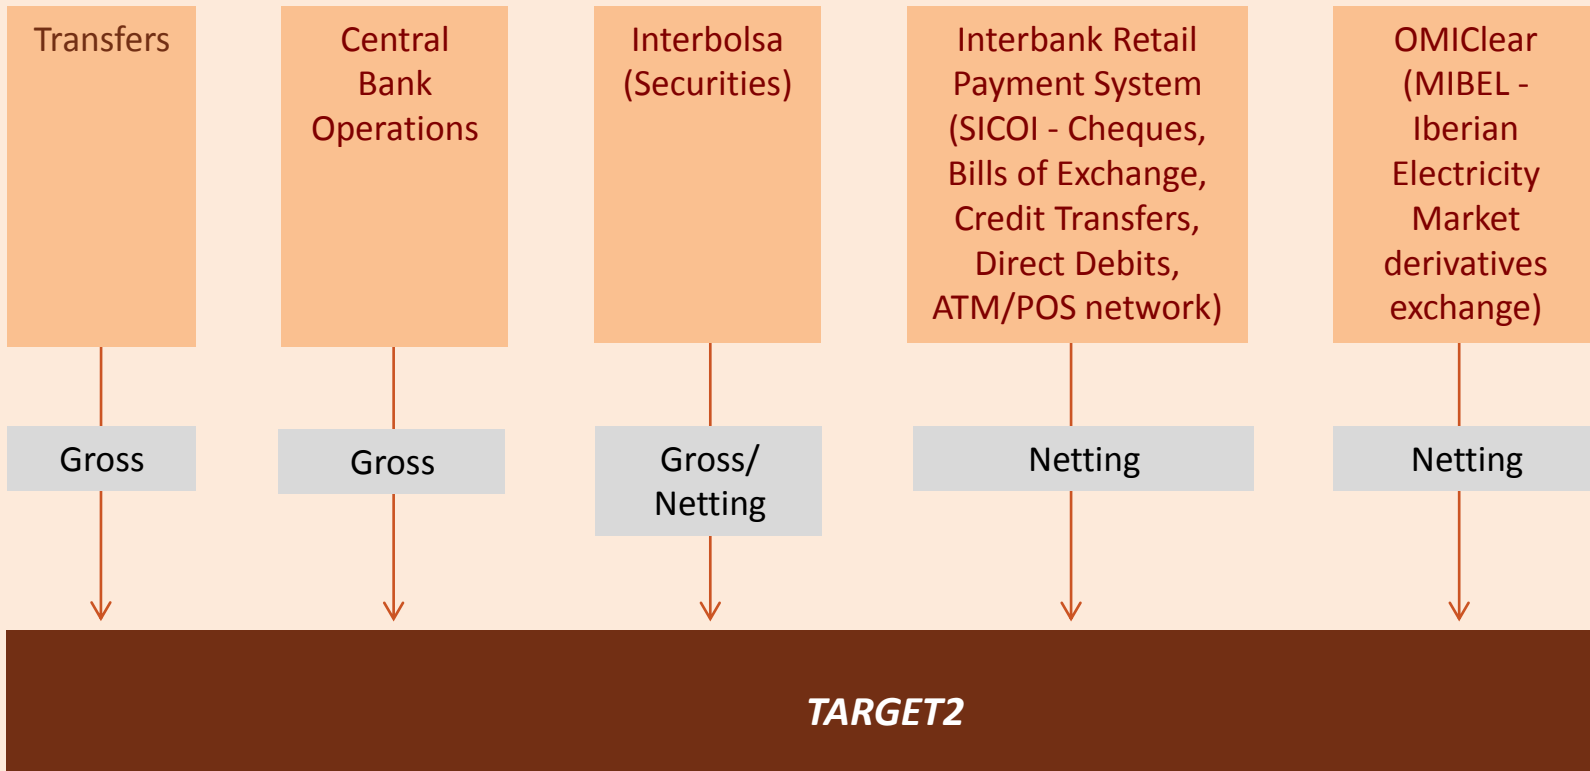 Transfers
Central
Bank
Operations
Interbolsa
(Securities)
Interbank Retail
Payment System
(SICOI - Cheques,
Bills of Exchange,
Credit Transfers,
Direct Debits,
ATM/POS network)
OMIClear
(MIBEL -
Iberian
Electricity
Market
derivatives
exchange)
Gross
Gross
Gross/
Netting
Netting
Netting
TARGET2